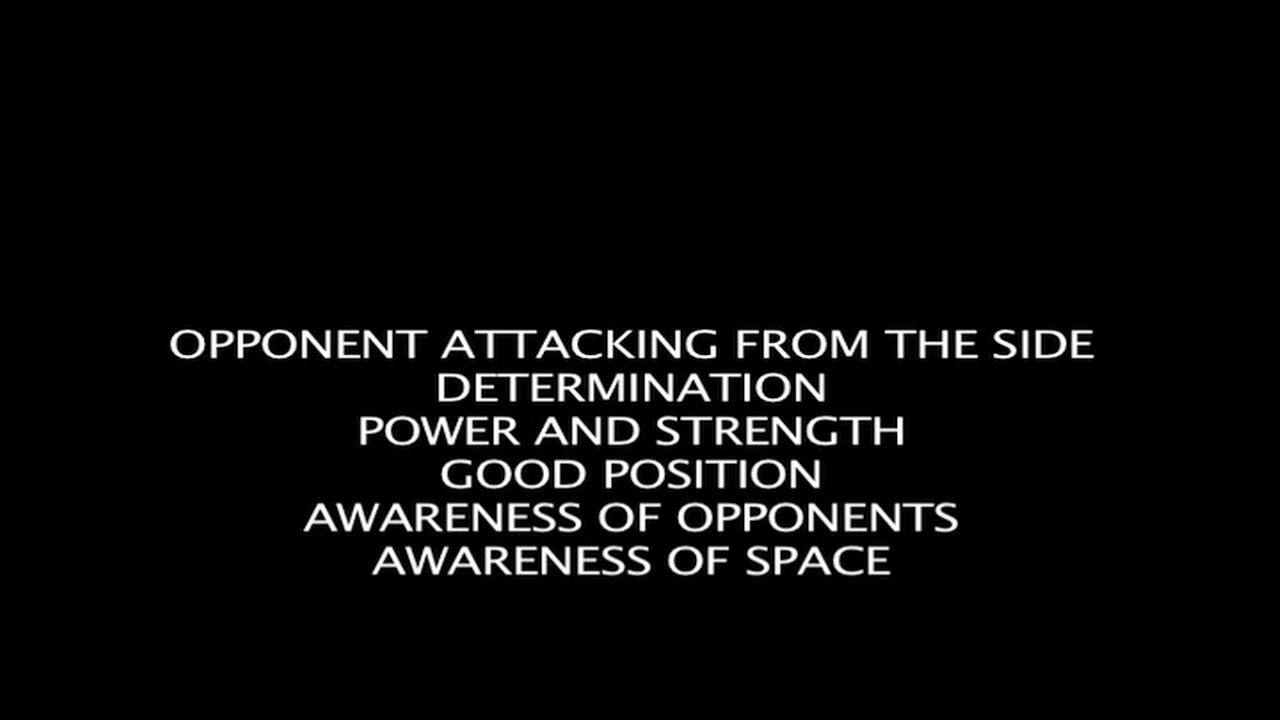 OPPONENT ATTACKING FROM THE SIDE
DETERMINATION
POWER AND STRENGTH
GOOD POSITION
AWARENESS OF OPPONENTS
AWARENESS OF SPACE